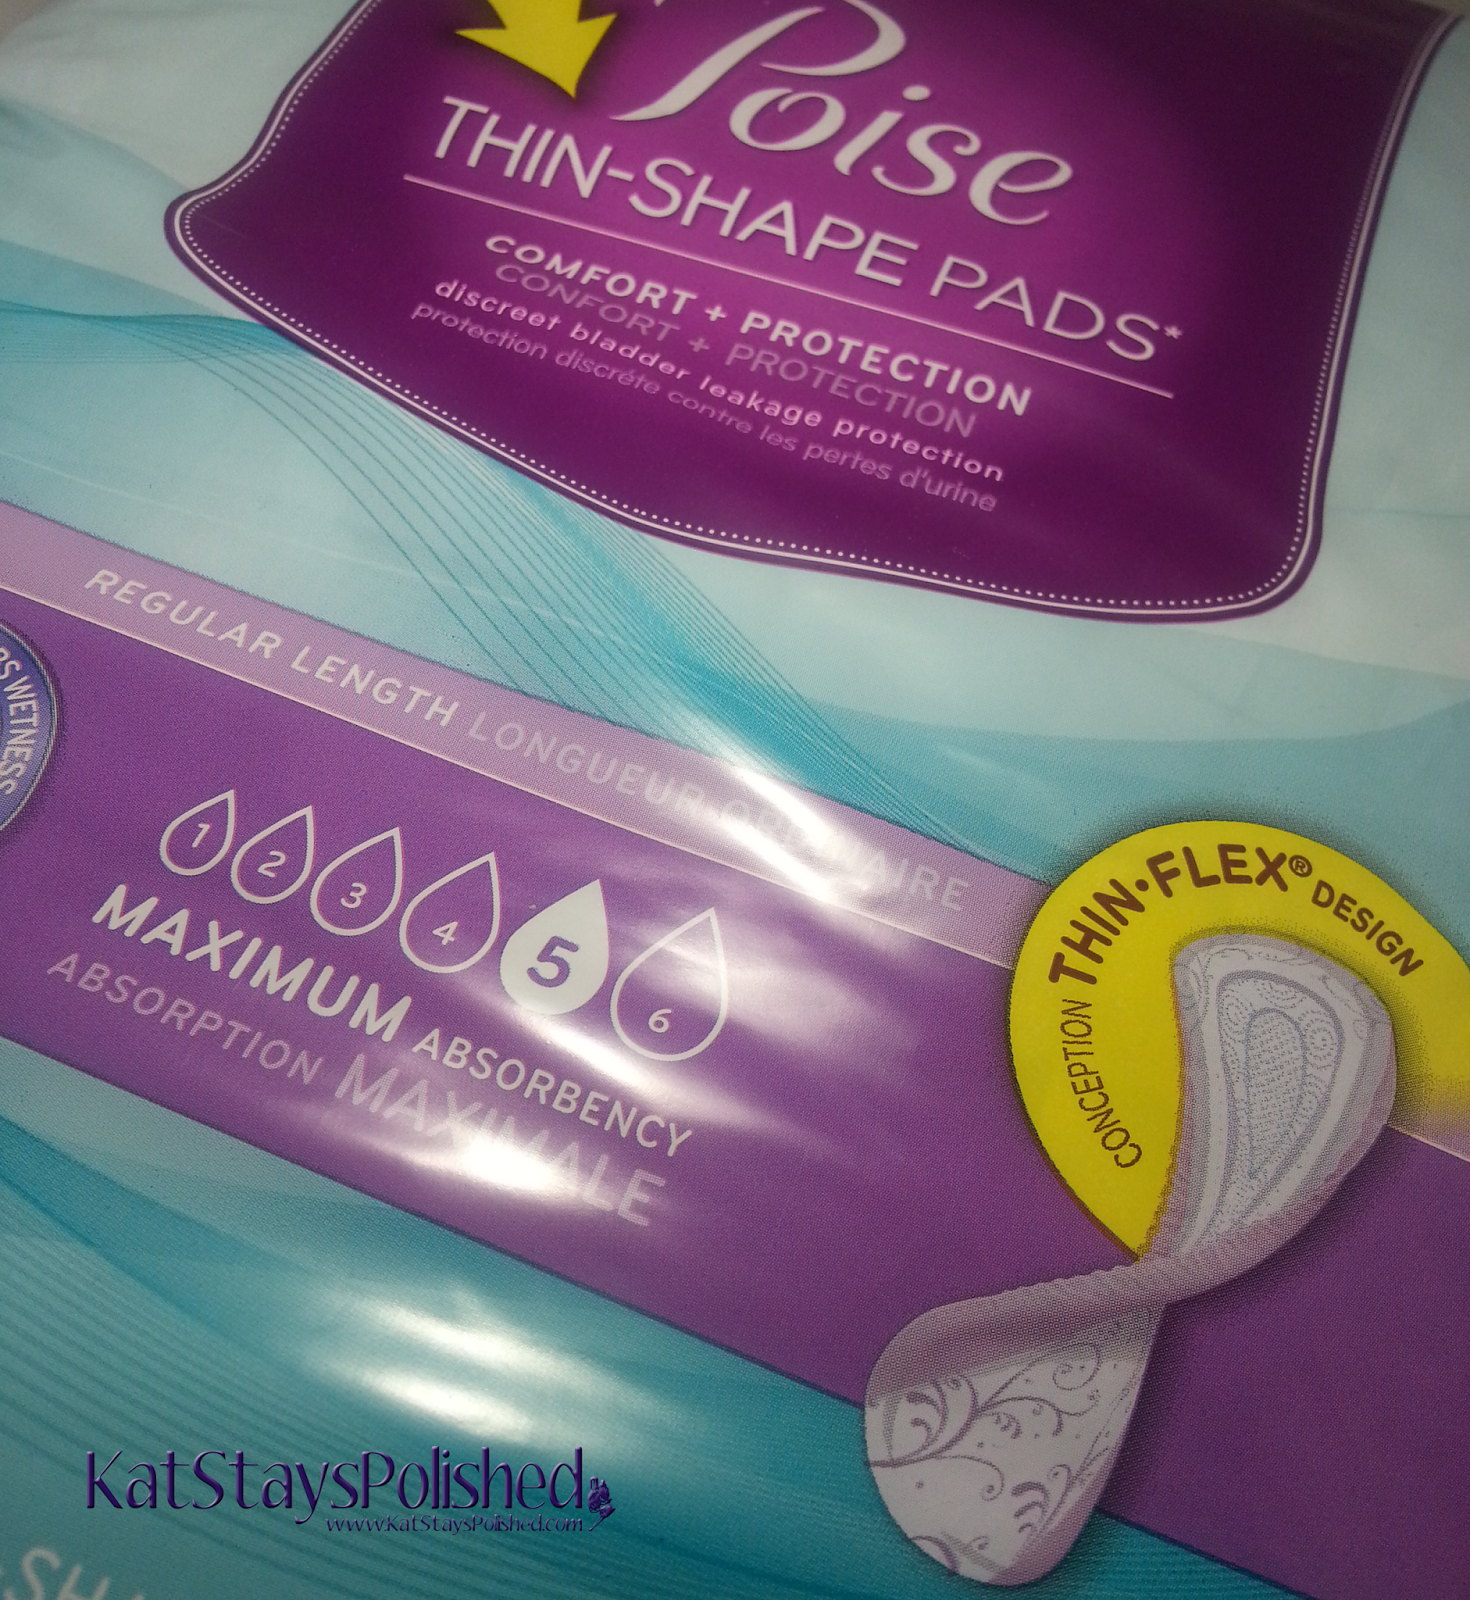 Poise
THIN-SHAPE PADS*
COMFORT + PROTECTION
CONFORT + PROTECTION
discreet bladder leakage protection
protection discrète contre les pertes d'urine
REGULAR LENGTH LONGUEUR ORDINAIRE
WETNESS
1 2 3 4 5 6
MAXIMUM ABSORBENCY
ABSORPTION MAXIMALE
THIN•FLEX® DESIGN
CONCEPTION
KatStaysPolished
www.KatStaysPolished.com